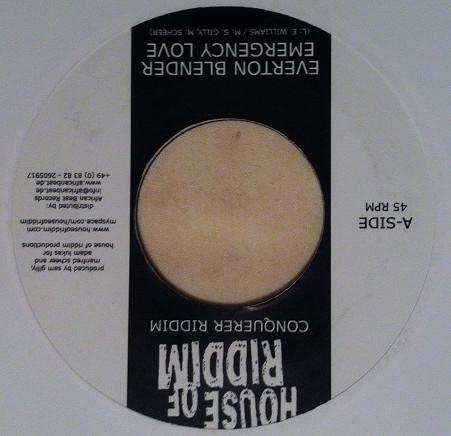 HOUSE OF
RIDDIM
CONQUERER RIDDIM
A-SIDE
45 RPM
produced by sam gilly,
manfred scheer and
adam lukas for
house of riddim productions
www.houseofriddim.com
myspace.com/houseofriddim
distributed by:
African Beat Records
info@africanbeat.de
www.africanbeat.de
+49 (0) 83 82 - 2605917
EVERTON BLENDER
EMERGENCY LOVE
(L: E. WILLIAMS / M: S. GILLY, M. SCHEER)